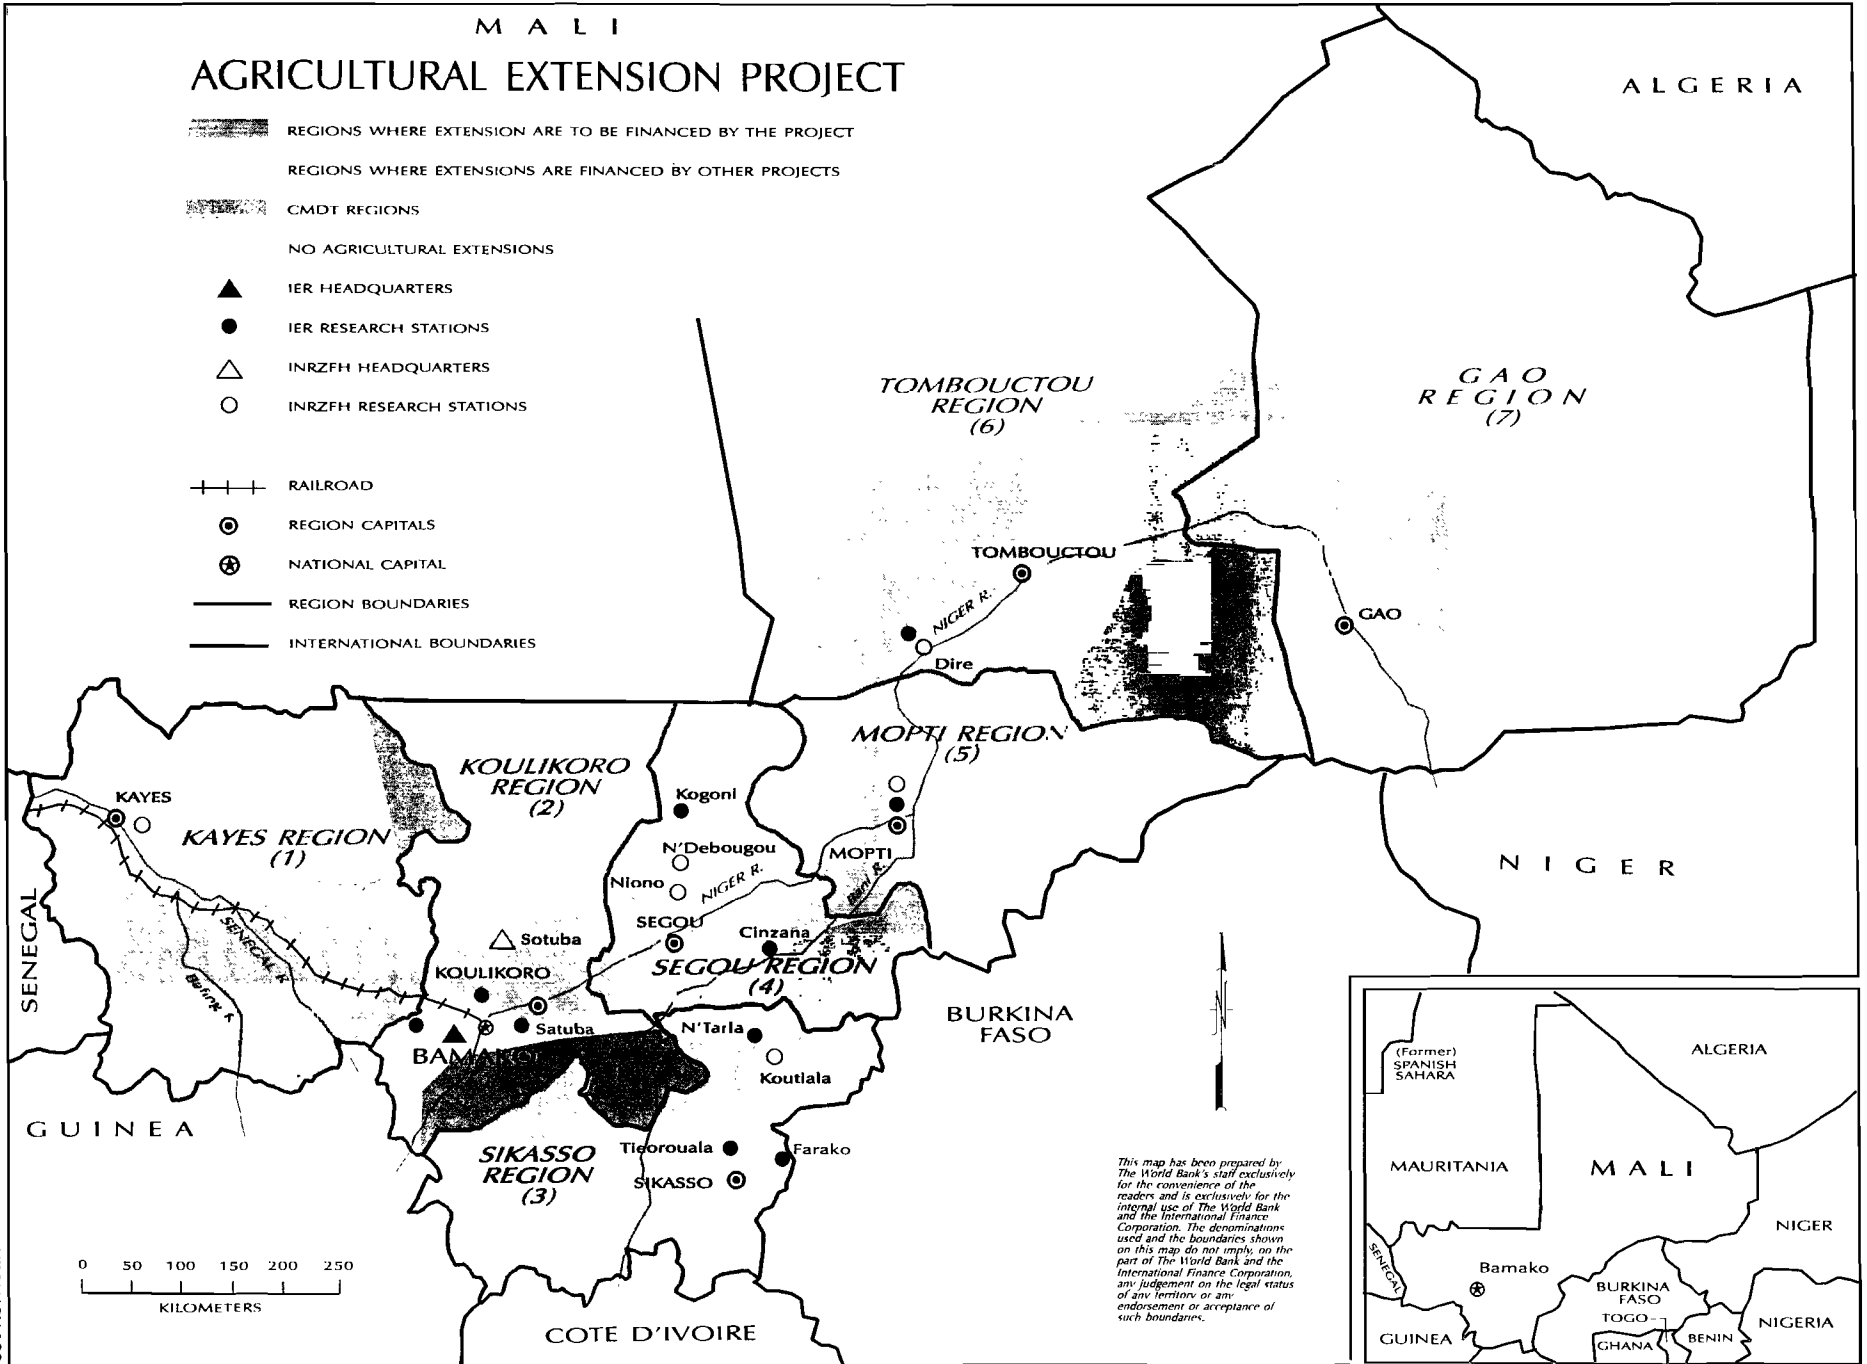 MALI
AGRICULTURAL EXTENSION PROJECT
REGIONS WHERE EXTENSION ARE TO BE FINANCED BY THE PROJECT
REGIONS WHERE EXTENSIONS ARE FINANCED BY OTHER PROJECTS
CMDT REGIONS
NO AGRICULTURAL EXTENSIONS
IER HEADQUARTERS
IER RESEARCH STATIONS
INRZFH HEADQUARTERS
INRZFH RESEARCH STATIONS
RAILROAD
REGION CAPITALS
NATIONAL CAPITAL
REGION BOUNDARIES
INTERNATIONAL BOUNDARIES
ALGERIA
TOMBOUCTOU
REGION
(6)
GAO
REGION
(7)
TOMBOUCTOU
NIGER R.
Dire
GAO
MOPTI REGION
(5)
MOPTI
Bani R.
KOULIKORO
REGION
(2)
KAYES
KAYES REGION
(1)
Kogoni
N'Debougou
Niono
NIGER R.
SEGOU
Cinzana
SEGOU REGION
(4)
NIGER
SENEGAL
SENEGAL R.
Sotuba
KOULIKORO
Satuba
BAMAKO
N'Tarla
Koutiala
BURKINA
FASO
GUINEA
SIKASSO
REGION
(3)
Tieorouala
Farako
SIKASSO
COTE D'IVOIRE
N
0 50 100 150 200 250
KILOMETERS
This map has been prepared by
The World Bank's staff exclusively
for the convenience of the
readers and is exclusively for the
internal use of The World Bank
and the International Finance
Corporation. The denominations
used and the boundaries shown
on this map do not imply, on the
part of The World Bank and the
International Finance Corporation,
any judgement on the legal status
of any territory or any
endorsement or acceptance of
such boundaries.
(Former)
SPANISH
SAHARA
ALGERIA
MAURITANIA
MALI
NIGER
SENEGAL
Bamako
BURKINA
FASO
TOGO
NIGERIA
GUINEA
GHANA
BENIN